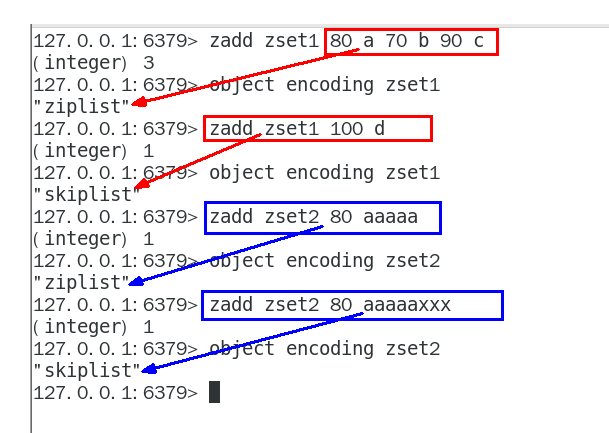 127.0.0.1:6379> zadd zset1 80 a 70 b 90 c
(integer) 3
127.0.0.1:6379> object encoding zset1
"ziplist"
127.0.0.1:6379> zadd zset1 100 d
(integer) 1
127.0.0.1:6379> object encoding zset1
"skiplist"
127.0.0.1:6379> zadd zset2 80 aaaaa
(integer) 1
127.0.0.1:6379> object encoding zset2
"ziplist"
127.0.0.1:6379> zadd zset2 80 aaaaaxxx
(integer) 1
127.0.0.1:6379> object encoding zset2
"skiplist"
127.0.0.1:6379>